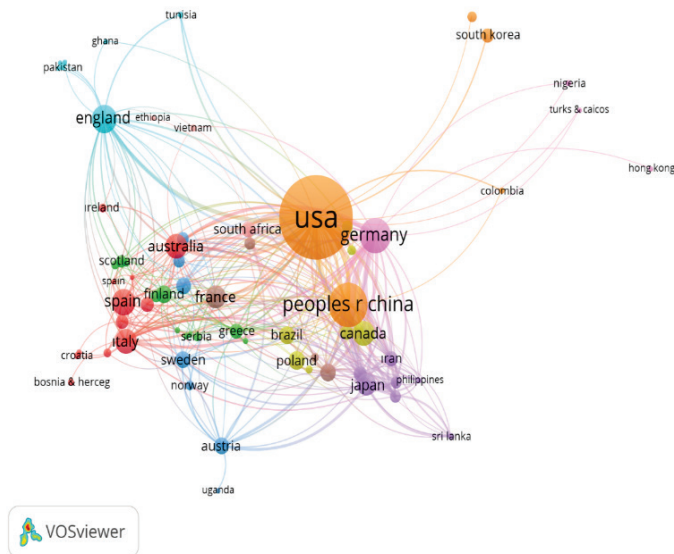 tunisia
ghana
south korea
pakistan
nigeria
england
ethiopia
turks & caicos
vietnam
hong kong
colombia
ireland
usa
south africa
germany
australia
scotland
spain
finland
france
spain
peoples r china
serbia
greece
brazil
canada
italy
croatia
sweden
poland
iran
bosnia & herceg
norway
japan
philippines
sri lanka
austria
uganda
VOSviewer